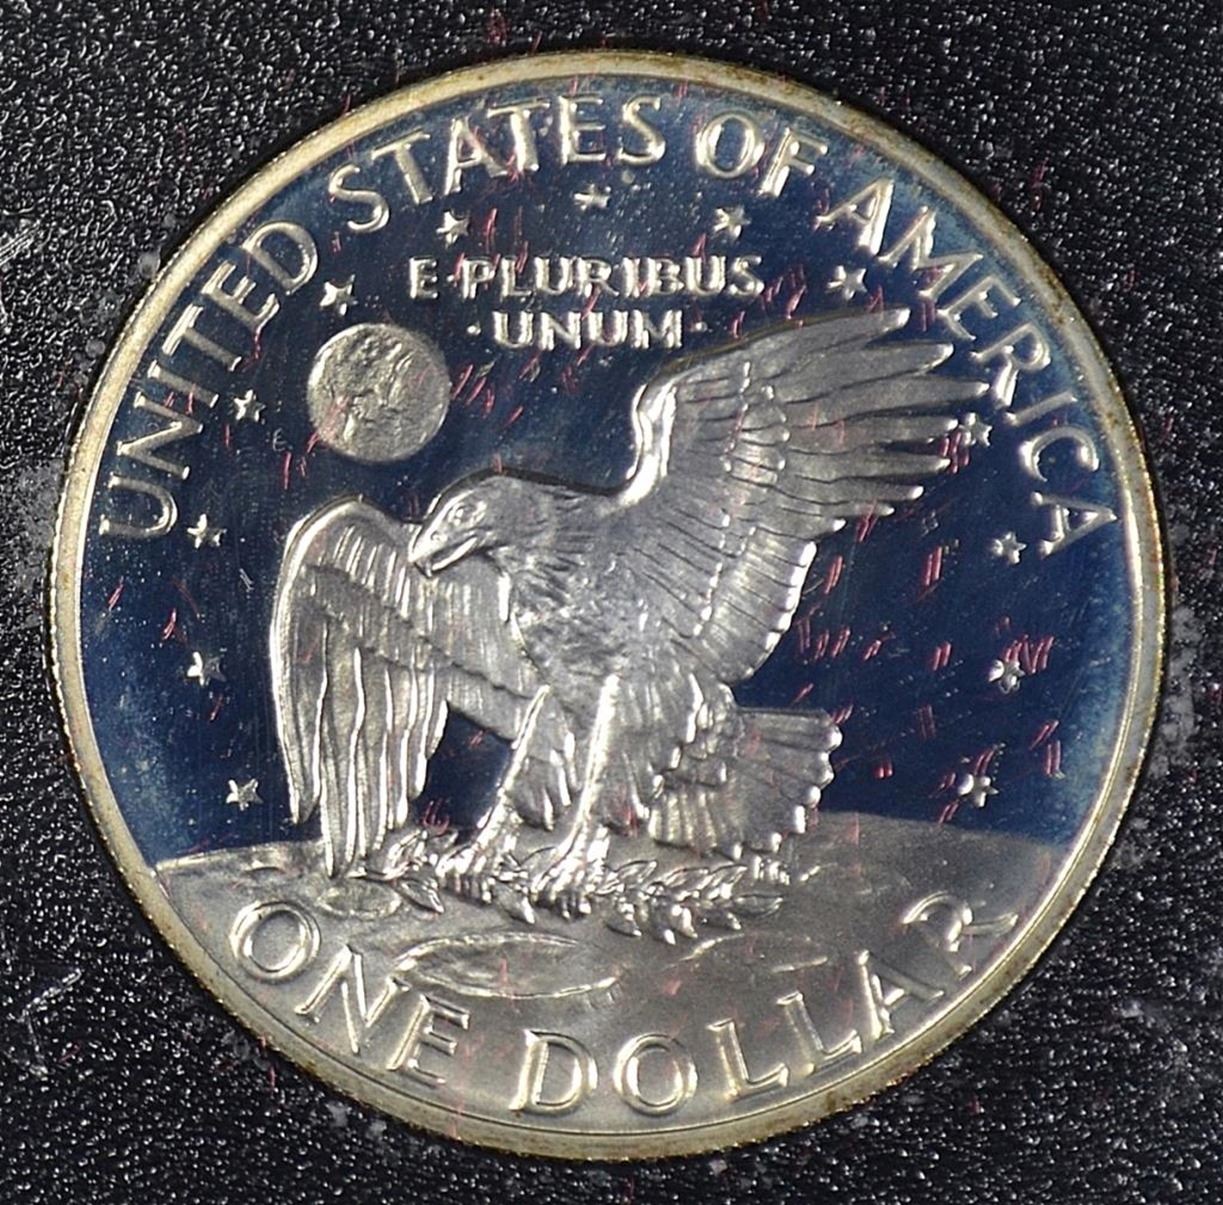 UNITED STATES OF AMERICA
E·PLURIBUS
·UNUM·
ONE DOLLAR